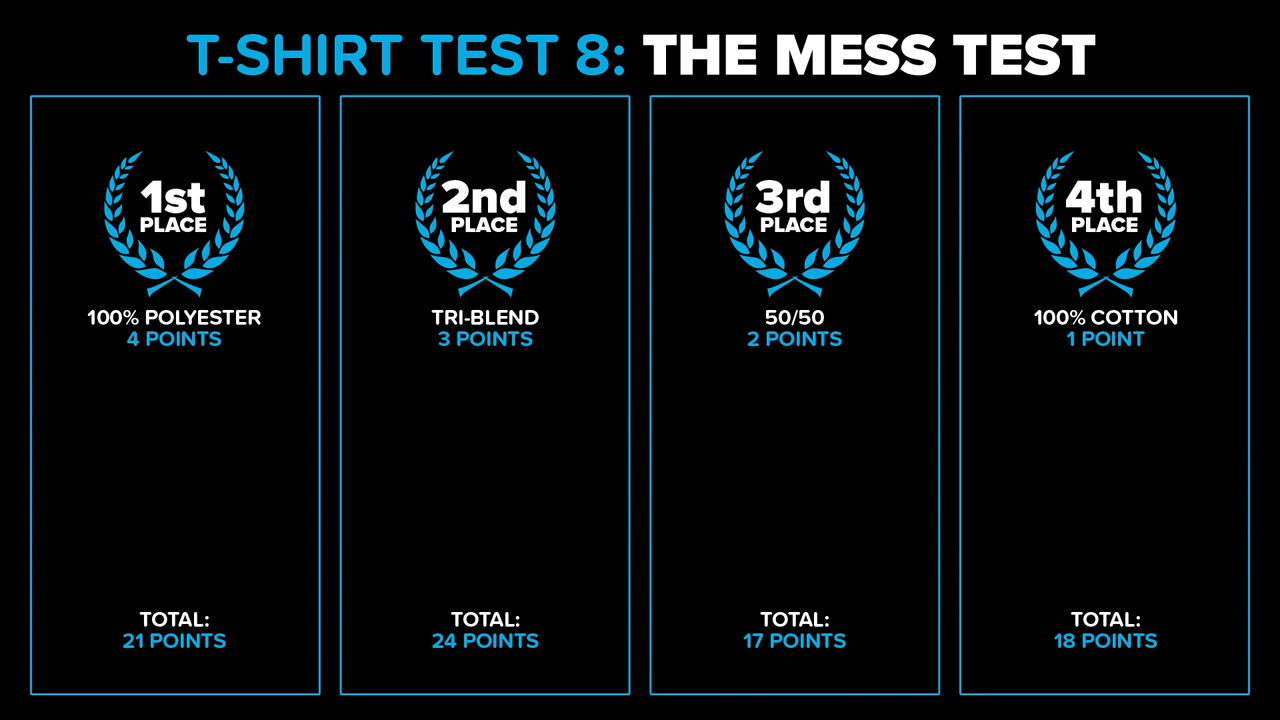 T-SHIRT TEST 8: THE MESS TEST
1st
PLACE
100% POLYESTER
4 POINTS
TOTAL:
21 POINTS
2nd
PLACE
TRI-BLEND
3 POINTS
TOTAL:
24 POINTS
3rd
PLACE
50/50
2 POINTS
TOTAL:
17 POINTS
4th
PLACE
100% COTTON
1 POINT
TOTAL:
18 POINTS